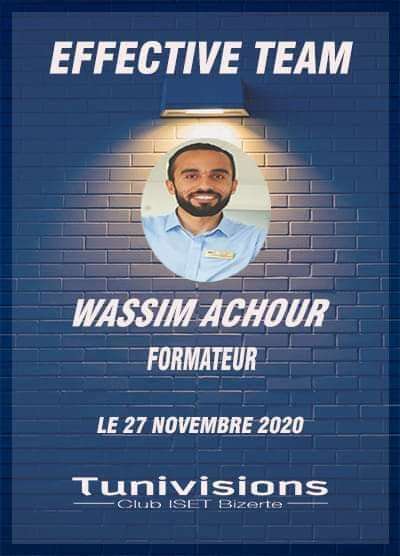 EFFECTIVE TEAM
WASSIM ACHOUR
FORMATEUR
LE 27 NOVEMBRE 2020
Tunivisions
Club ISET Bizerte